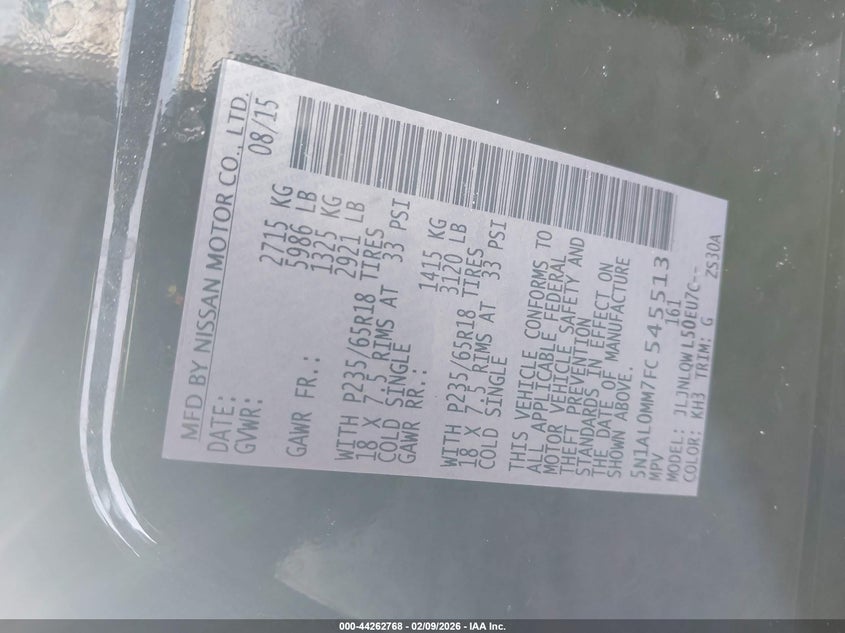 MFD BY NISSAN MOTOR CO., LTD.
DATE: 08/15
GVWR: 2715 KG
5986 LB
GAWR FR.: 1325 KG
2921 LB
WITH P235/65R18 TIRES
18 X 7.5 RIMS AT 33 PSI
COLD SINGLE
GAWR RR.: 1415 KG
3120 LB
WITH P235/65R18 TIRES
18 X 7.5 RIMS AT 33 PSI
COLD SINGLE
THIS VEHICLE CONFORMS TO
ALL APPLICABLE FEDERAL
MOTOR VEHICLE SAFETY AND
THEFT PREVENTION
STANDARDS IN EFFECT ON
THE DATE OF MANUFACTURE
SHOWN ABOVE.
5N1AL0MM7FC545513
MPV 161
MODEL: JLJNLQWL50EU7C--
COLOR: KH3 TRIM: G ZS30A
000-44262768 - 02/09/2026 - IAA Inc.